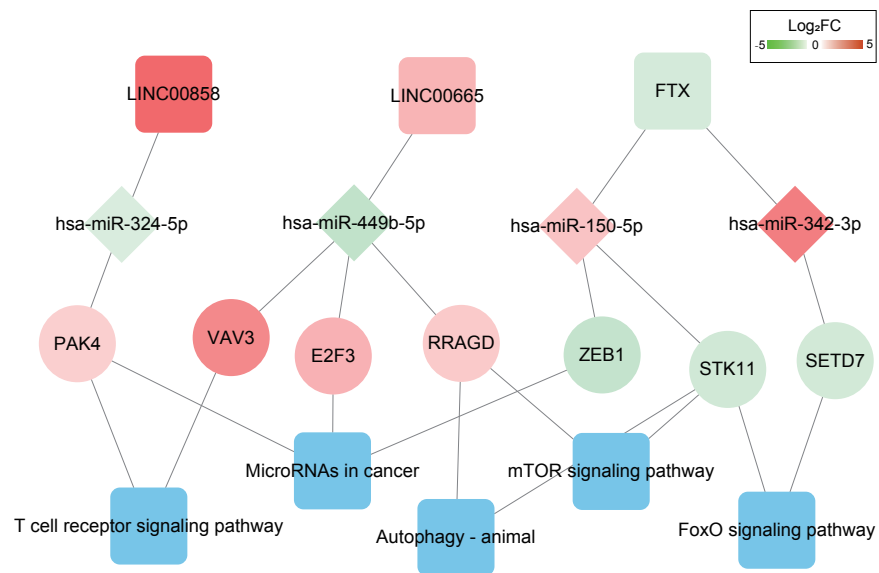 Log₂FC
-5 0 5
LINC00858
LINC00665
FTX
hsa-miR-324-5p
hsa-miR-449b-5p
hsa-miR-150-5p
hsa-miR-342-3p
PAK4
VAV3
E2F3
RRAGD
ZEB1
STK11
SETD7
MicroRNAs in cancer
mTOR signaling pathway
T cell receptor signaling pathway
Autophagy - animal
FoxO signaling pathway